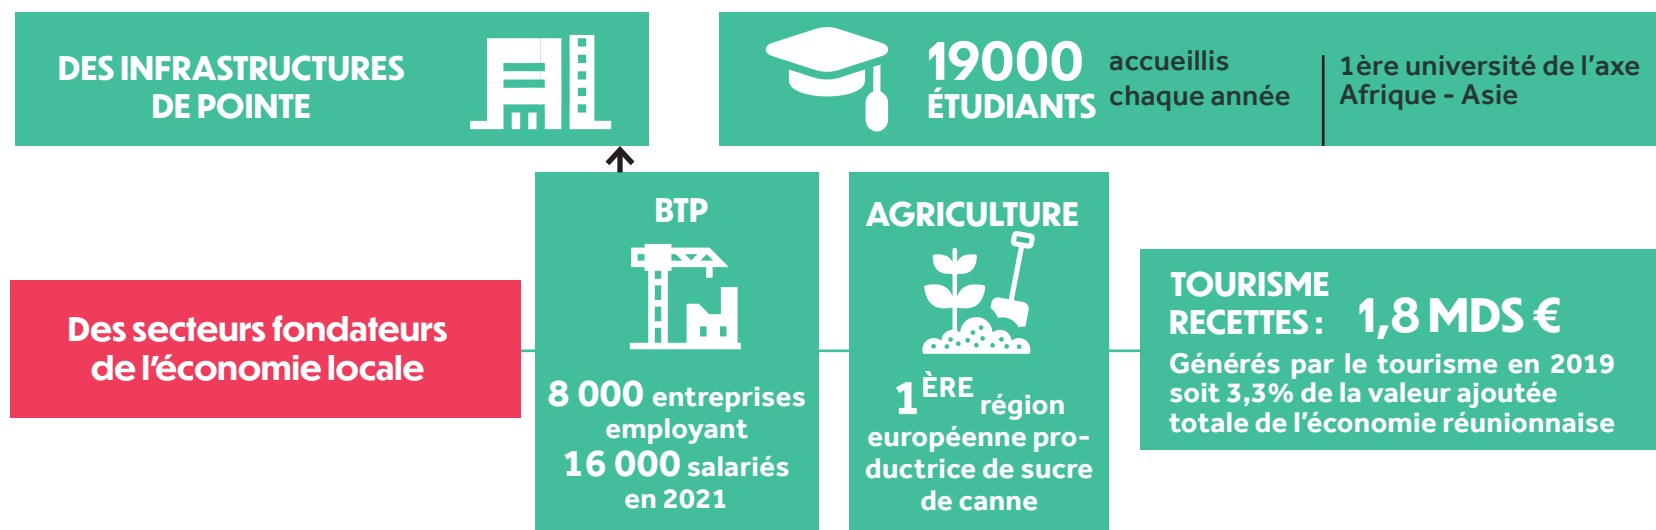 DES INFRASTRUCTURES
DE POINTE
19000
ÉTUDIANTS
accueillis
chaque année
1ère université de l'axe
Afrique - Asie
Des secteurs fondateurs
de l'économie locale
BTP
8 000 entreprises
employant
16 000 salariés
en 2021
AGRICULTURE
1ÈRE région
européenne pro-
ductrice de sucre
de canne
TOURISME
RECETTES : 1,8 MDS €
Générés par le tourisme en 2019
soit 3,3% de la valeur ajoutée
totale de l'économie réunionnaise